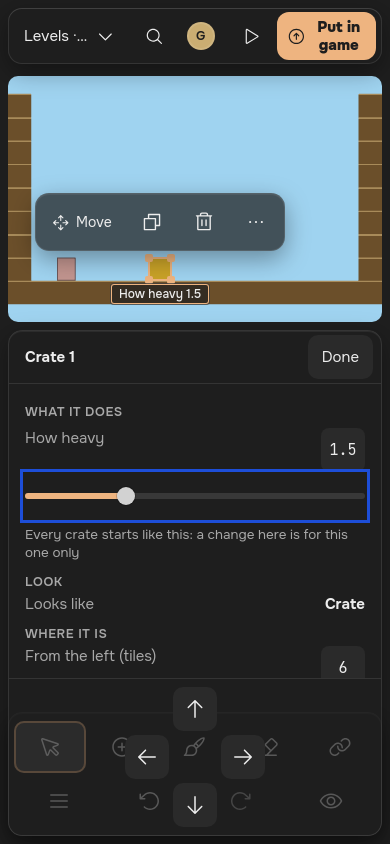 Levels ·...
G
Put in
game
Move
How heavy 1.5
Crate 1
Done
WHAT IT DOES
How heavy
1.5
Every crate starts like this: a change here is for this
one only
LOOK
Looks like
Crate
WHERE IT IS
From the left (tiles)
6